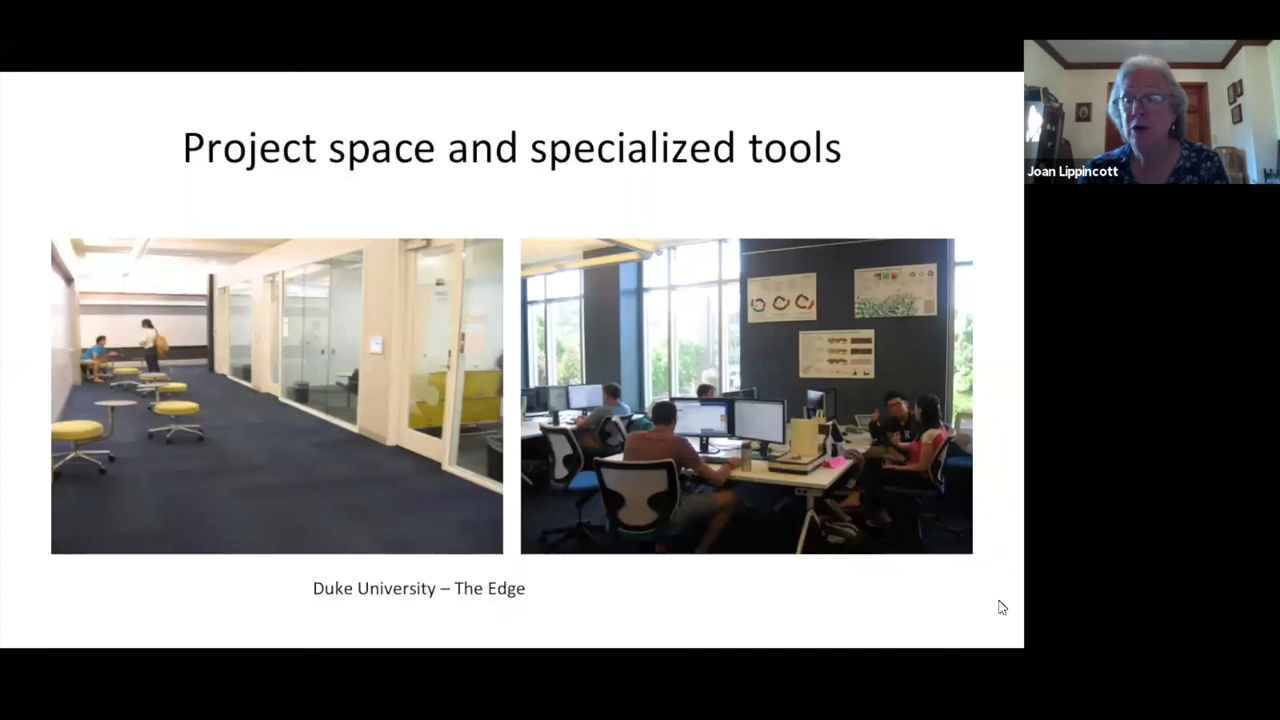 Project space and specialized tools
Joan Lippincott
Duke University – The Edge